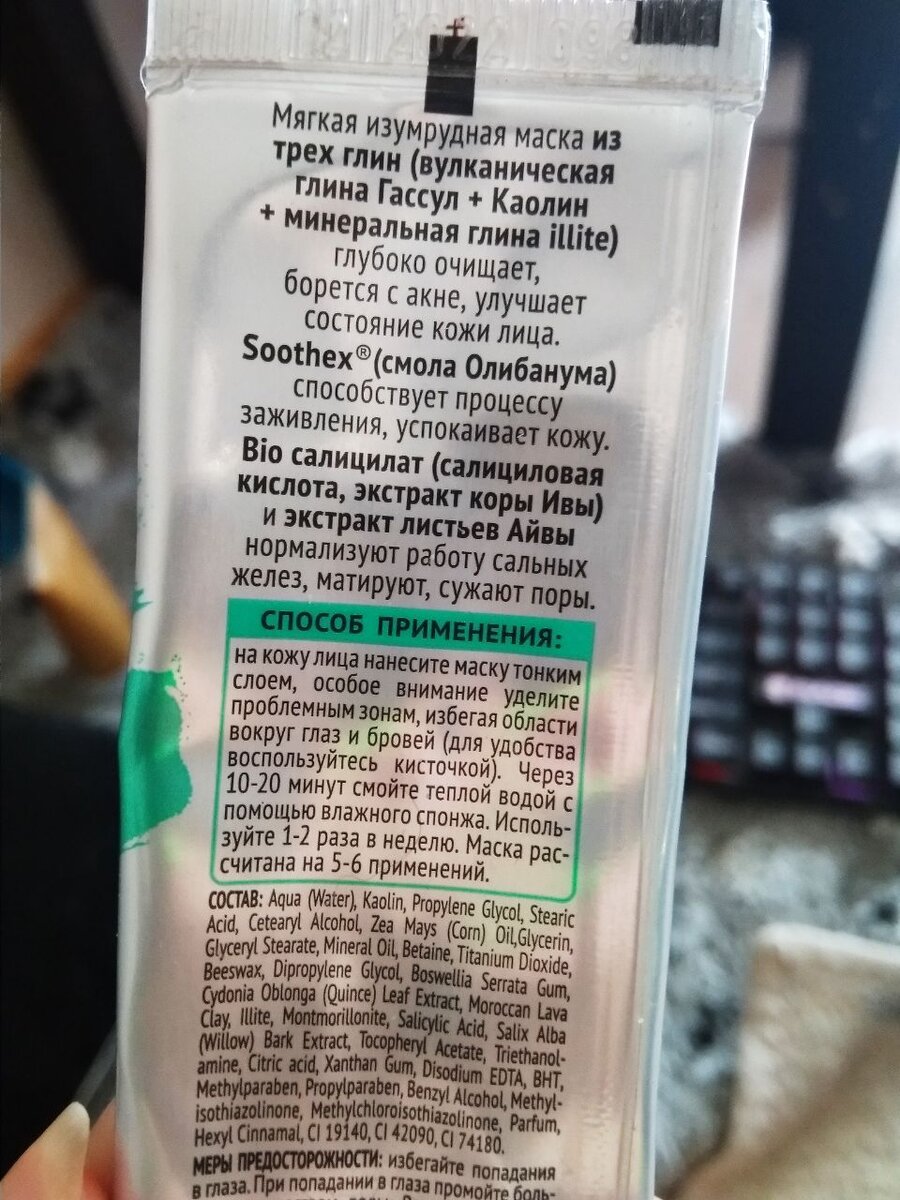 2022 098
Мягкая изумрудная маска из
трех глин (вулканическая
глина Гассул + Каолин
+ минеральная глина illite)
глубоко очищает,
борется с акне, улучшает
состояние кожи лица.
Soothex®(смола Олибанума)
способствует процессу
заживления, успокаивает кожу.
Bio салицилат (салициловая
кислота, экстракт коры Ивы)
и экстракт листьев Айвы
нормализуют работу сальных
желез, матируют, сужают поры.
СПОСОБ ПРИМЕНЕНИЯ:
на кожу лица нанесите маску тонким
слоем, особое внимание уделите
проблемным зонам, избегая области
вокруг глаз и бровей (для удобства
воспользуйтесь кисточкой). Через
10-20 минут смойте теплой водой с
помощью влажного спонжа. Исполь-
зуйте 1-2 раза в неделю. Маска рас-
считана на 5-6 применений.
СОСТАВ: Aqua (Water), Kaolin, Propylene Glycol, Stearic
Acid, Cetearyl Alcohol, Zea Mays (Corn) Oil,Glycerin,
Glyceryl Stearate, Mineral Oil, Betaine, Titanium Dioxide,
Beeswax, Dipropylene Glycol, Boswellia Serrata Gum,
Cydonia Oblonga (Quince) Leaf Extract, Moroccan Lava
Clay, Illite, Montmorillonite, Salicylic Acid, Salix Alba
(Willow) Bark Extract, Tocopheryl Acetate, Triethanol-
amine, Citric acid, Xanthan Gum, Disodium EDTA, BHT,
Methylparaben, Propylparaben, Benzyl Alcohol, Methyl-
isothiazolinone, Methylchloroisothiazolinone, Parfum,
Hexyl Cinnamal, CI 19140, CI 42090, CI 74180.
МЕРЫ ПРЕДОСТОРОЖНОСТИ: избегайте попадания
в глаза. При попадании в глаза промойте боль-